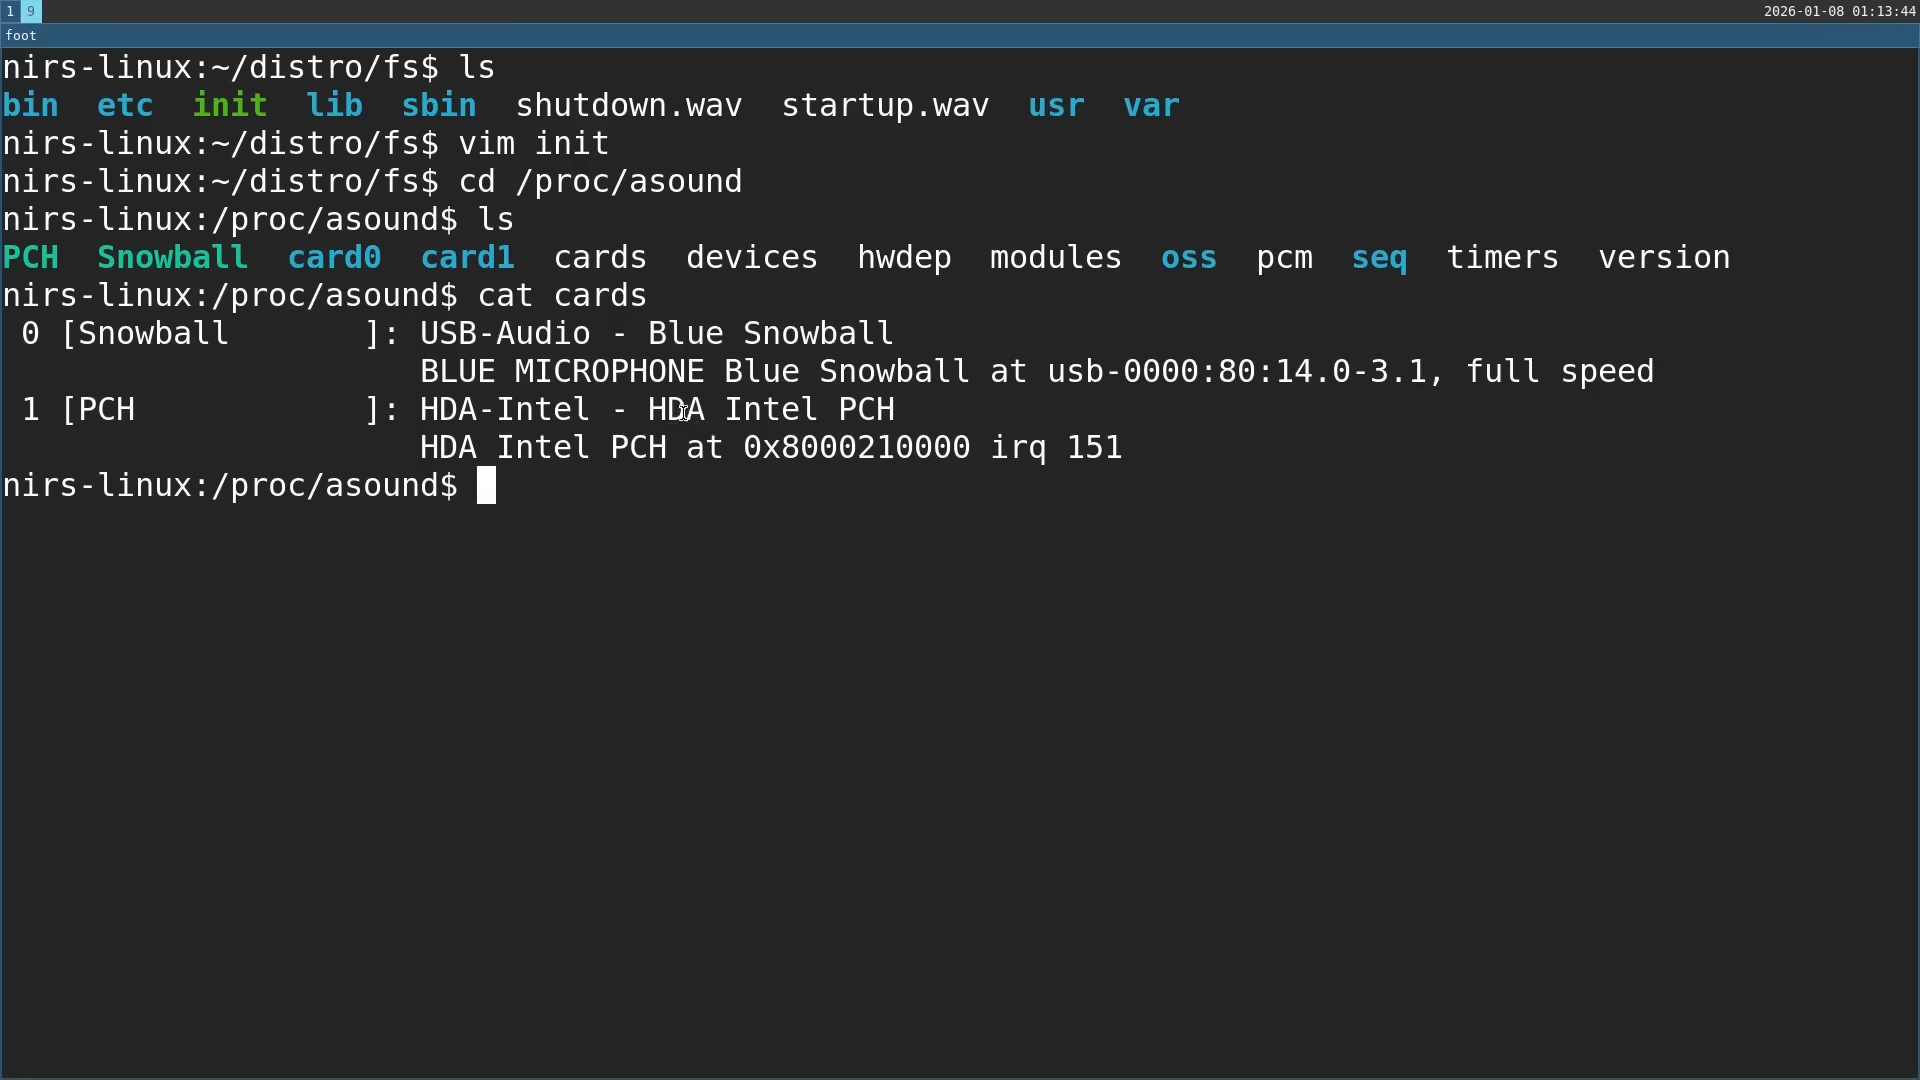 1 9 2026-01-08 01:13:44
foot
nirs-linux:~/distro/fs$ ls
bin  etc  init  lib  sbin  shutdown.wav  startup.wav  usr  var
nirs-linux:~/distro/fs$ vim init
nirs-linux:~/distro/fs$ cd /proc/asound
nirs-linux:/proc/asound$ ls
PCH  Snowball  card0  card1  cards  devices  hwdep  modules  oss  pcm  seq  timers  version
nirs-linux:/proc/asound$ cat cards
 0 [Snowball       ]: USB-Audio - Blue Snowball
                      BLUE MICROPHONE Blue Snowball at usb-0000:80:14.0-3.1, full speed
 1 [PCH            ]: HDA-Intel - HDA Intel PCH
                      HDA Intel PCH at 0x8000210000 irq 151
nirs-linux:/proc/asound$